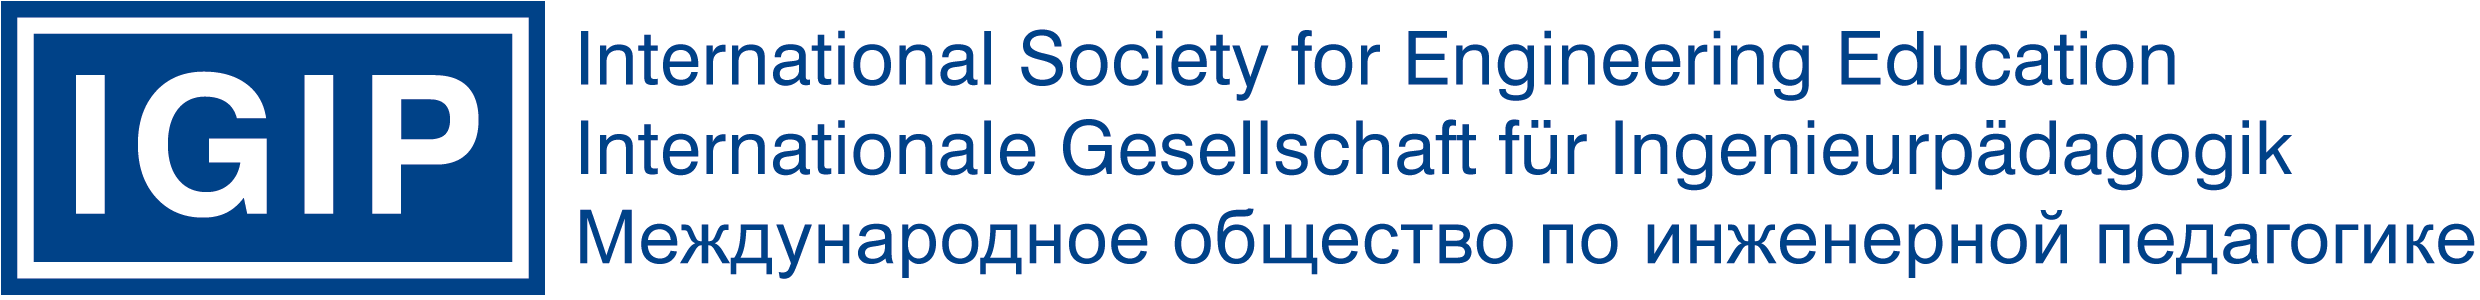 IGIP
International Society for Engineering Education
Internationale Gesellschaft für Ingenieurpädagogik
Международное общество по инженерной педагогике